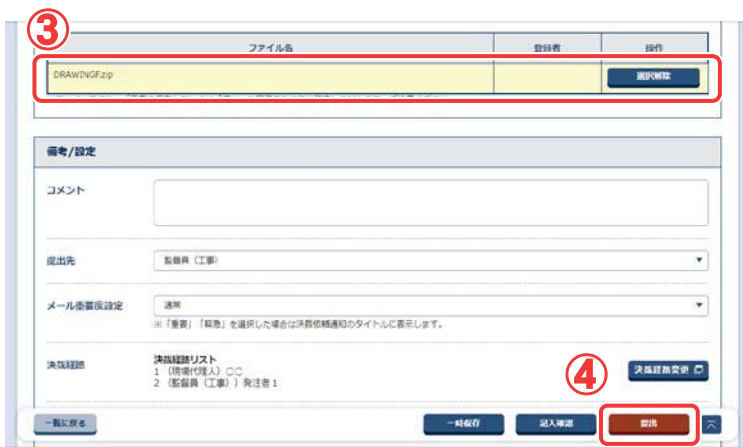 ③
ファイル名 登録者 操作
DRAWINGF.zip 選択解除
備考/設定
コメント
提出先 監督員（工事）
メール重要度設定 通常
※「重要」「緊急」を選択した場合は決裁依頼通知のタイトルに表示します。
決裁経路 決裁経路リスト
1 （現場代理人）〇〇
2 （監督員（工事））発注者1
決裁経路変更
④
一覧に戻る 一時保存 記入確認 提出